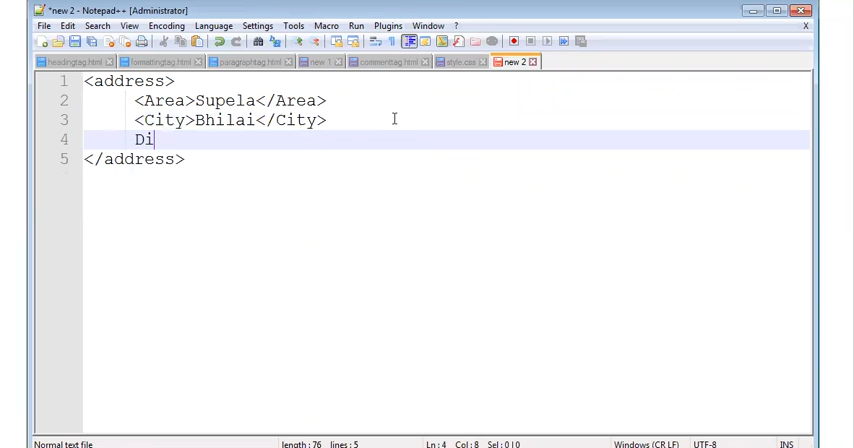 *new 2 - Notepad++ [Administrator]
File Edit Search View Encoding Language Settings Tools Macro Run Plugins Window ? X
headingtag.html formattingtag.html paragraphtag.html new 1 commenttag.html style.css new 2
1 <address>
2 <Area>Supela</Area>
3 <City>Bhilai</City>
4 Di
5 </address>
Normal text file length : 76 lines : 5 Ln : 4 Col : 8 Sel : 0 | 0 Windows (CR LF) UTF-8 INS